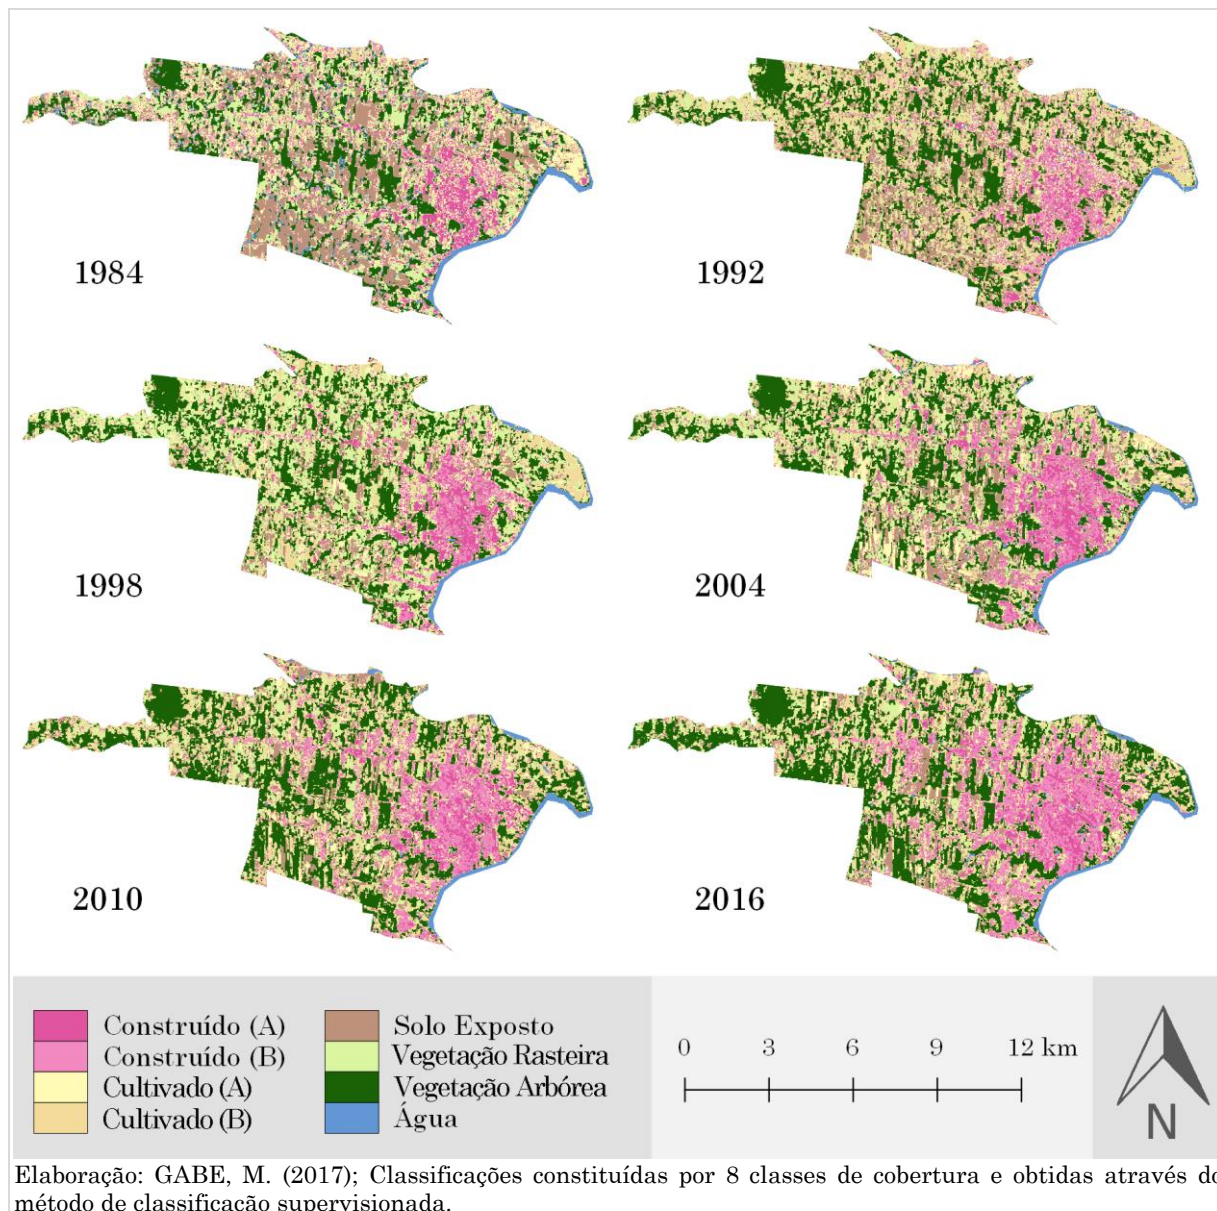 1984
1992
1998
2004
2010
2016
Construído (A)
Construído (B)
Cultivado (A)
Cultivado (B)
Solo Exposto
Vegetação Rasteira
Vegetação Arbórea
Água
0 3 6 9 12 km
N
Elaboração: GABE, M. (2017); Classificações constituídas por 8 classes de cobertura e obtidas através do
método de classificação supervisionada.